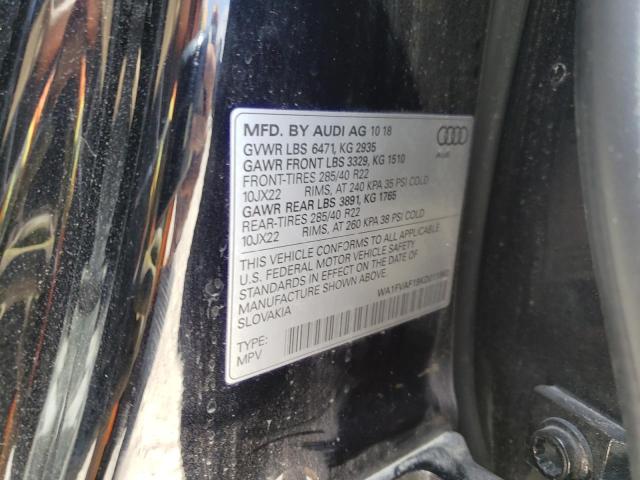 MFD. BY AUDI AG 10 18
GVWR LBS 6471, KG 2935
GAWR FRONT LBS 3329, KG 1510
FRONT-TIRES 285/40 R22
10JX22 RIMS, AT 240 KPA 35 PSI COLD
GAWR REAR LBS 3891, KG 1765
REAR-TIRES 285/40 R22
10JX22 RIMS, AT 260 KPA 38 PSI COLD
THIS VEHICLE CONFORMS TO ALL APPLICABLE
U.S. FEDERAL MOTOR VEHICLE SAFETY
STANDARDS IN EFFECT ON THE DATE OF
MANUFACTURE SHOWN ABOVE.
SLOVAKIA
TYPE:
MPV
Audi